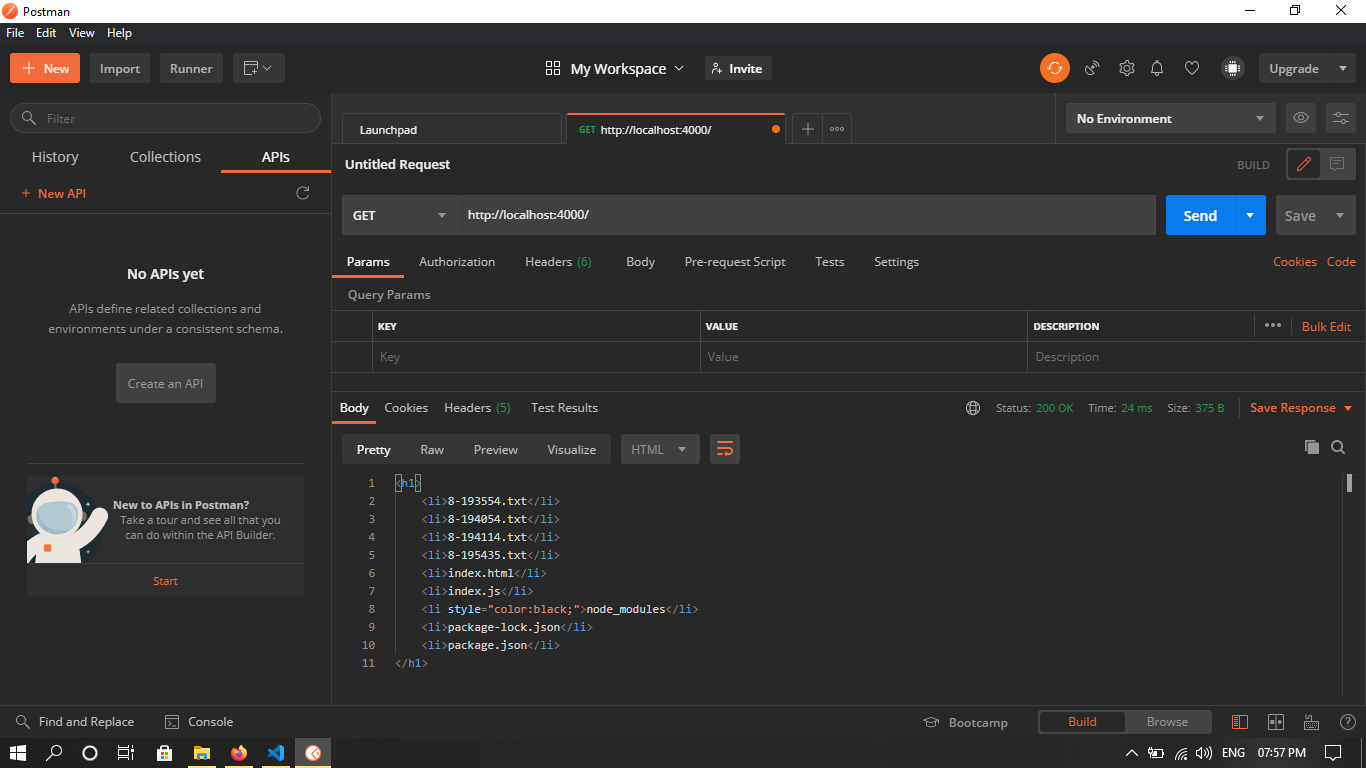 Postman
File Edit View Help
New Import Runner My Workspace Invite Upgrade
Filter
History Collections APIs
New API
No APIs yet
APIs define related collections and
environments under a consistent schema.
Create an API
New to APIs in Postman?
Take a tour and see all that you
can do within the API Builder.
Start
Launchpad GET http://localhost:4000/ No Environment
Untitled Request BUILD
GET http://localhost:4000/ Send Save
Params Authorization Headers (6) Body Pre-request Script Tests Settings Cookies Code
Query Params
KEY VALUE DESCRIPTION Bulk Edit
Key Value Description
Body Cookies Headers (5) Test Results Status: 200 OK Time: 24 ms Size: 375 B Save Response
Pretty Raw Preview Visualize HTML
1 <h1>
2 <li>8-193554.txt</li>
3 <li>8-194054.txt</li>
4 <li>8-194114.txt</li>
5 <li>8-195435.txt</li>
6 <li>index.html</li>
7 <li>index.js</li>
8 <li style="color:black;">node_modules</li>
9 <li>package-lock.json</li>
10 <li>package.json</li>
11 </h1>
Find and Replace Console Bootcamp Build Browse
ENG 07:57 PM